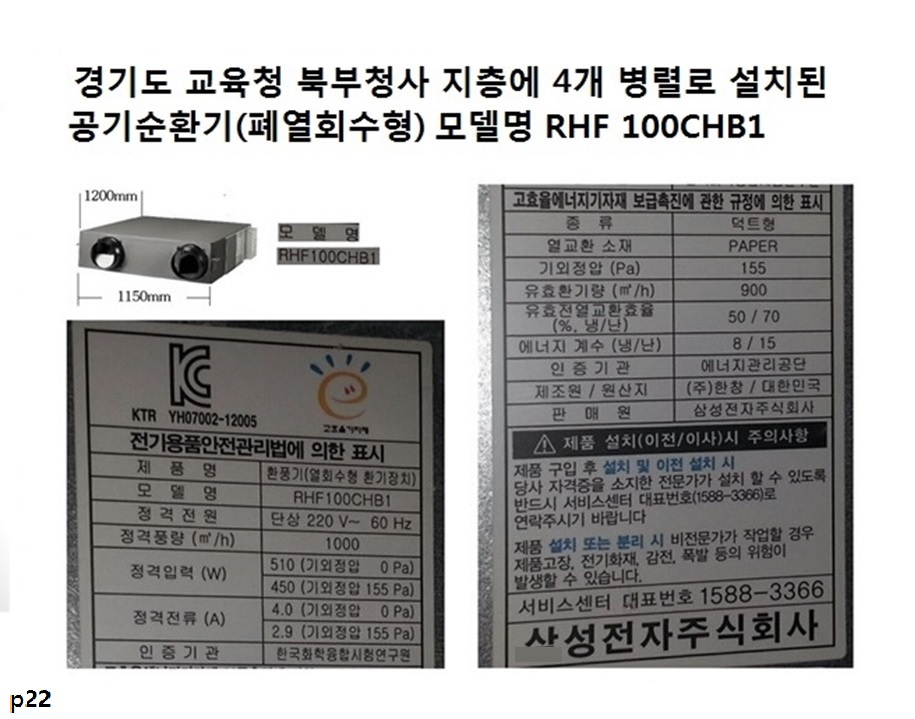 경기도 교육청 북부청사 지층에 4개 병렬로 설치된
공기순환기(폐열회수형) 모델명 RHF 100CHB1
1200mm
1150mm
모 델 명
RHF100CHB1
KTR YH07002-12005
고효율기자재
전기용품안전관리법에 의한 표시
제 품 명 환풍기(열회수형 환기장치)
모 델 명 RHF100CHB1
정격전원 단상 220 V~ 60 Hz
정격풍량 (㎥/h) 1000
정격입력 (W) 510 (기외정압 0 Pa)
450 (기외정압 155 Pa)
정격전류 (A) 4.0 (기외정압 0 Pa)
2.9 (기외정압 155 Pa)
인증기관 한국화학융합시험연구원
고효율에너지기자재 보급촉진에 관한 규정에 의한 표시
종 류 덕트형
열교환 소재 PAPER
기외정압 (Pa) 155
유효환기량 (㎥/h) 900
유효전열교환효율
(%, 냉/난) 50 / 70
에너지 계수 (냉/난) 8 / 15
인 증 기 관 에너지관리공단
제조원 / 원산지 (주)한창 / 대한민국
판 매 원 삼성전자주식회사
제품 설치(이전/이사)시 주의사항
제품 구입 후 설치 및 이전 설치 시
당사 자격증을 소지한 전문가가 설치 할 수 있도록
반드시 서비스센터 대표번호(1588-3366)로
연락주시기 바랍니다
제품 설치 또는 분리 시 비전문가가 작업할 경우
제품고장, 전기화재, 감전, 폭발 등의 위험이
발생할 수 있습니다.
서비스센터 대표번호 1588-3366
삼성전자주식회사
p22